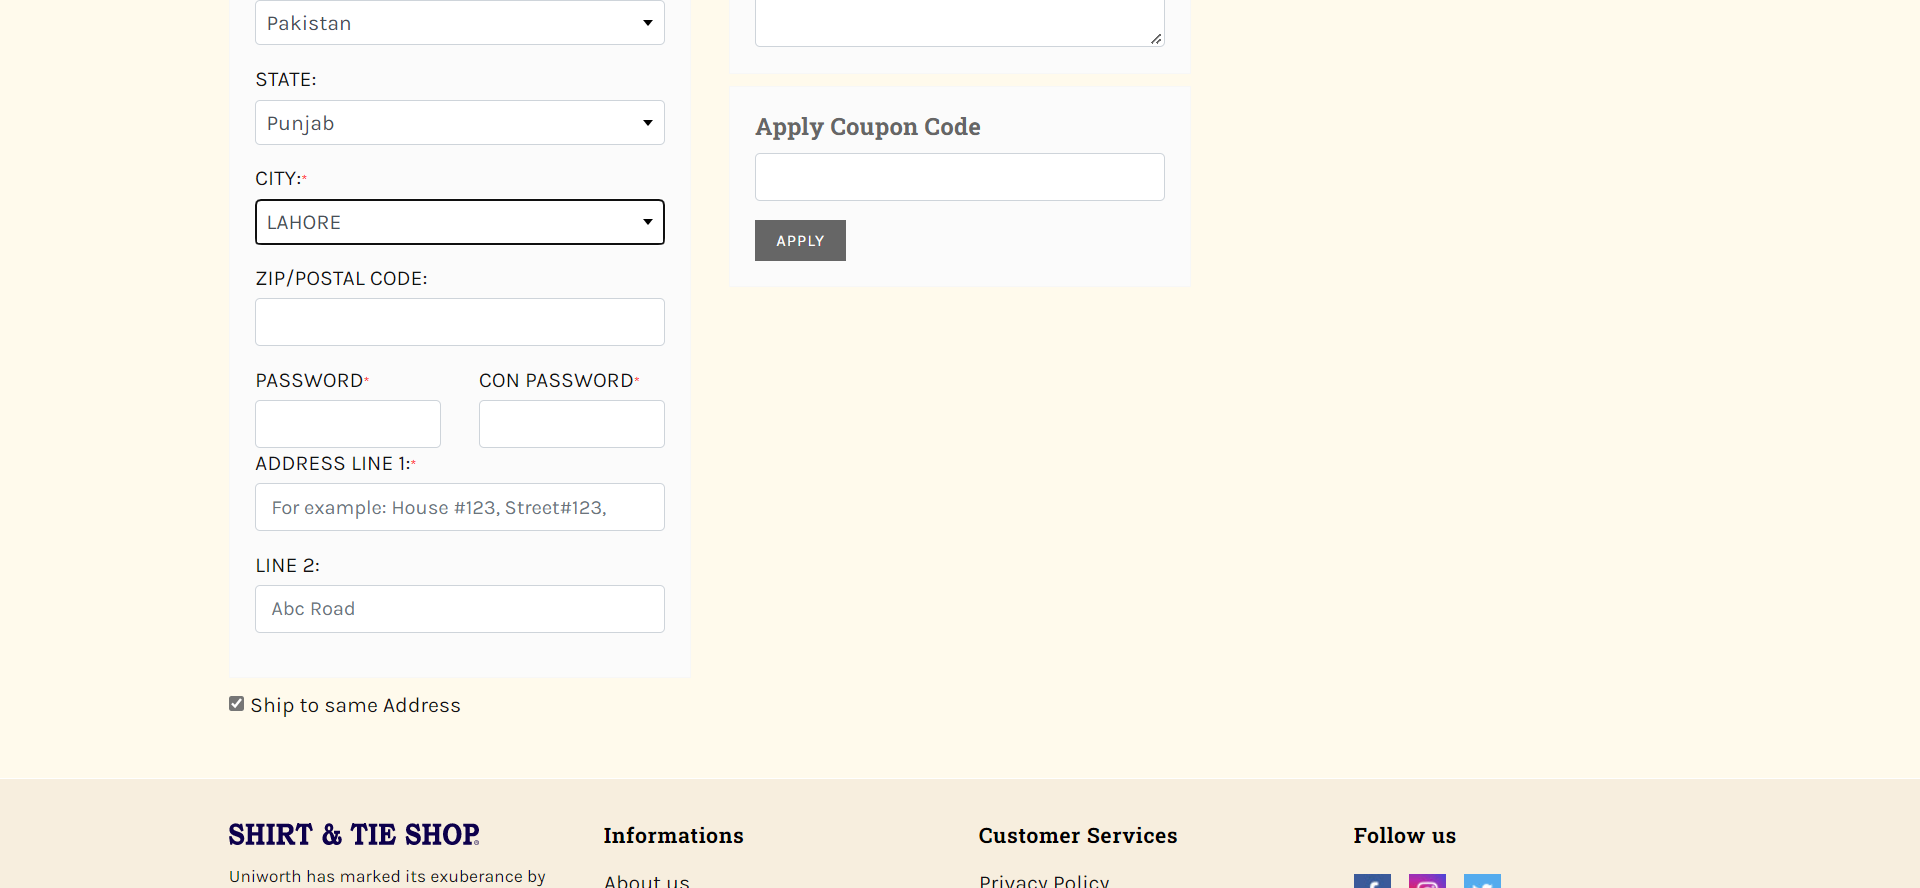 Pakistan
STATE:
Punjab
CITY:*
LAHORE
ZIP/POSTAL CODE:
PASSWORD*
CON PASSWORD*
ADDRESS LINE 1:*
For example: House #123, Street#123,
LINE 2:
Abc Road
Ship to same Address
Apply Coupon Code
APPLY
SHIRT & TIE SHOP®
Uniworth has marked its exuberance by
Informations
About us
Customer Services
Privacy Policy
Follow us